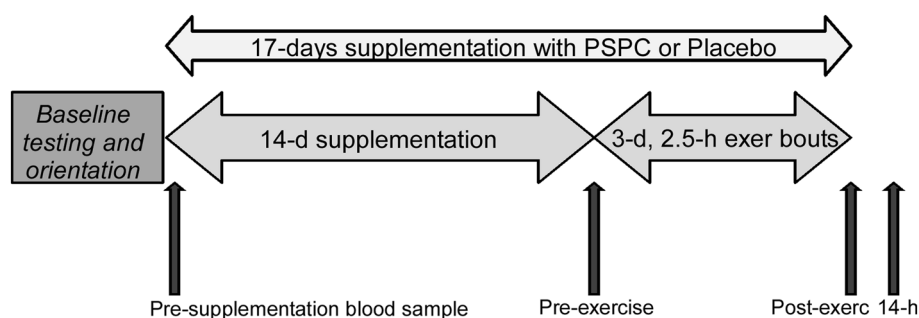 17-days supplementation with PSPC or Placebo
Baseline
testing and
orientation
14-d supplementation
3-d, 2.5-h exer bouts
Pre-supplementation blood sample
Pre-exercise
Post-exerc
14-h